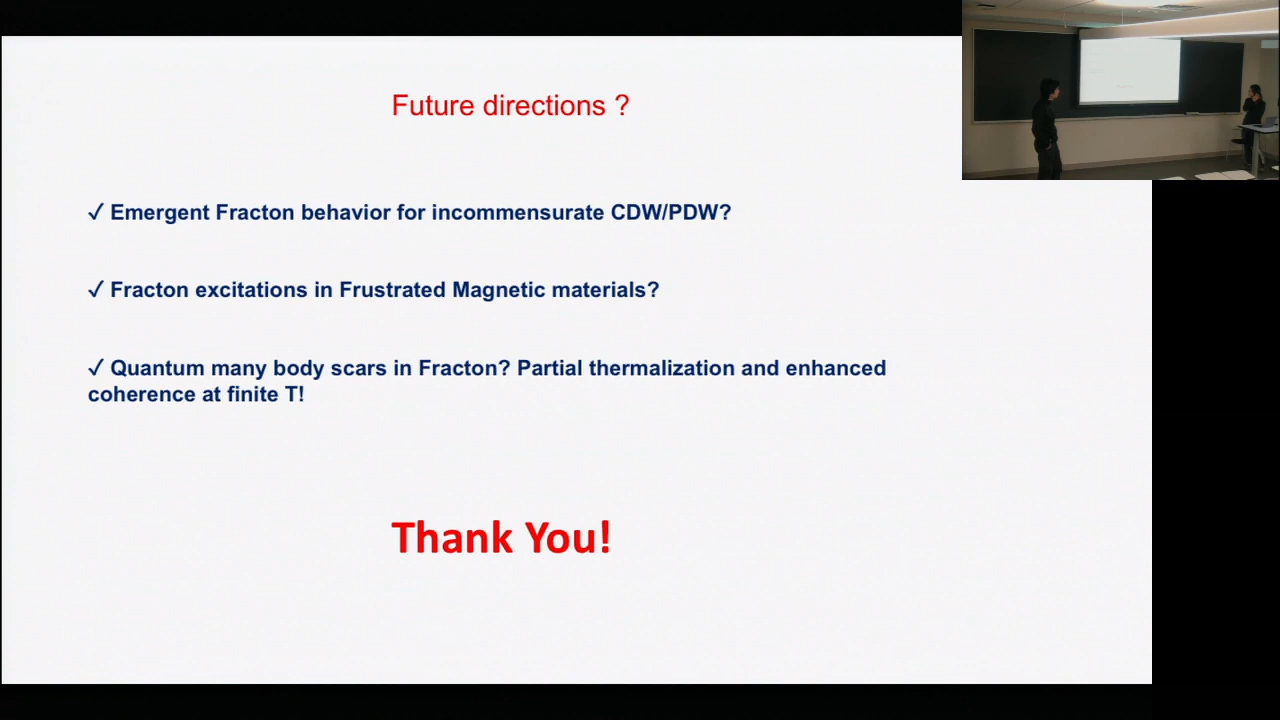 Future directions ?
✓ Emergent Fracton behavior for incommensurate CDW/PDW?
✓ Fracton excitations in Frustrated Magnetic materials?
✓ Quantum many body scars in Fracton? Partial thermalization and enhanced
coherence at finite T!
Thank You!